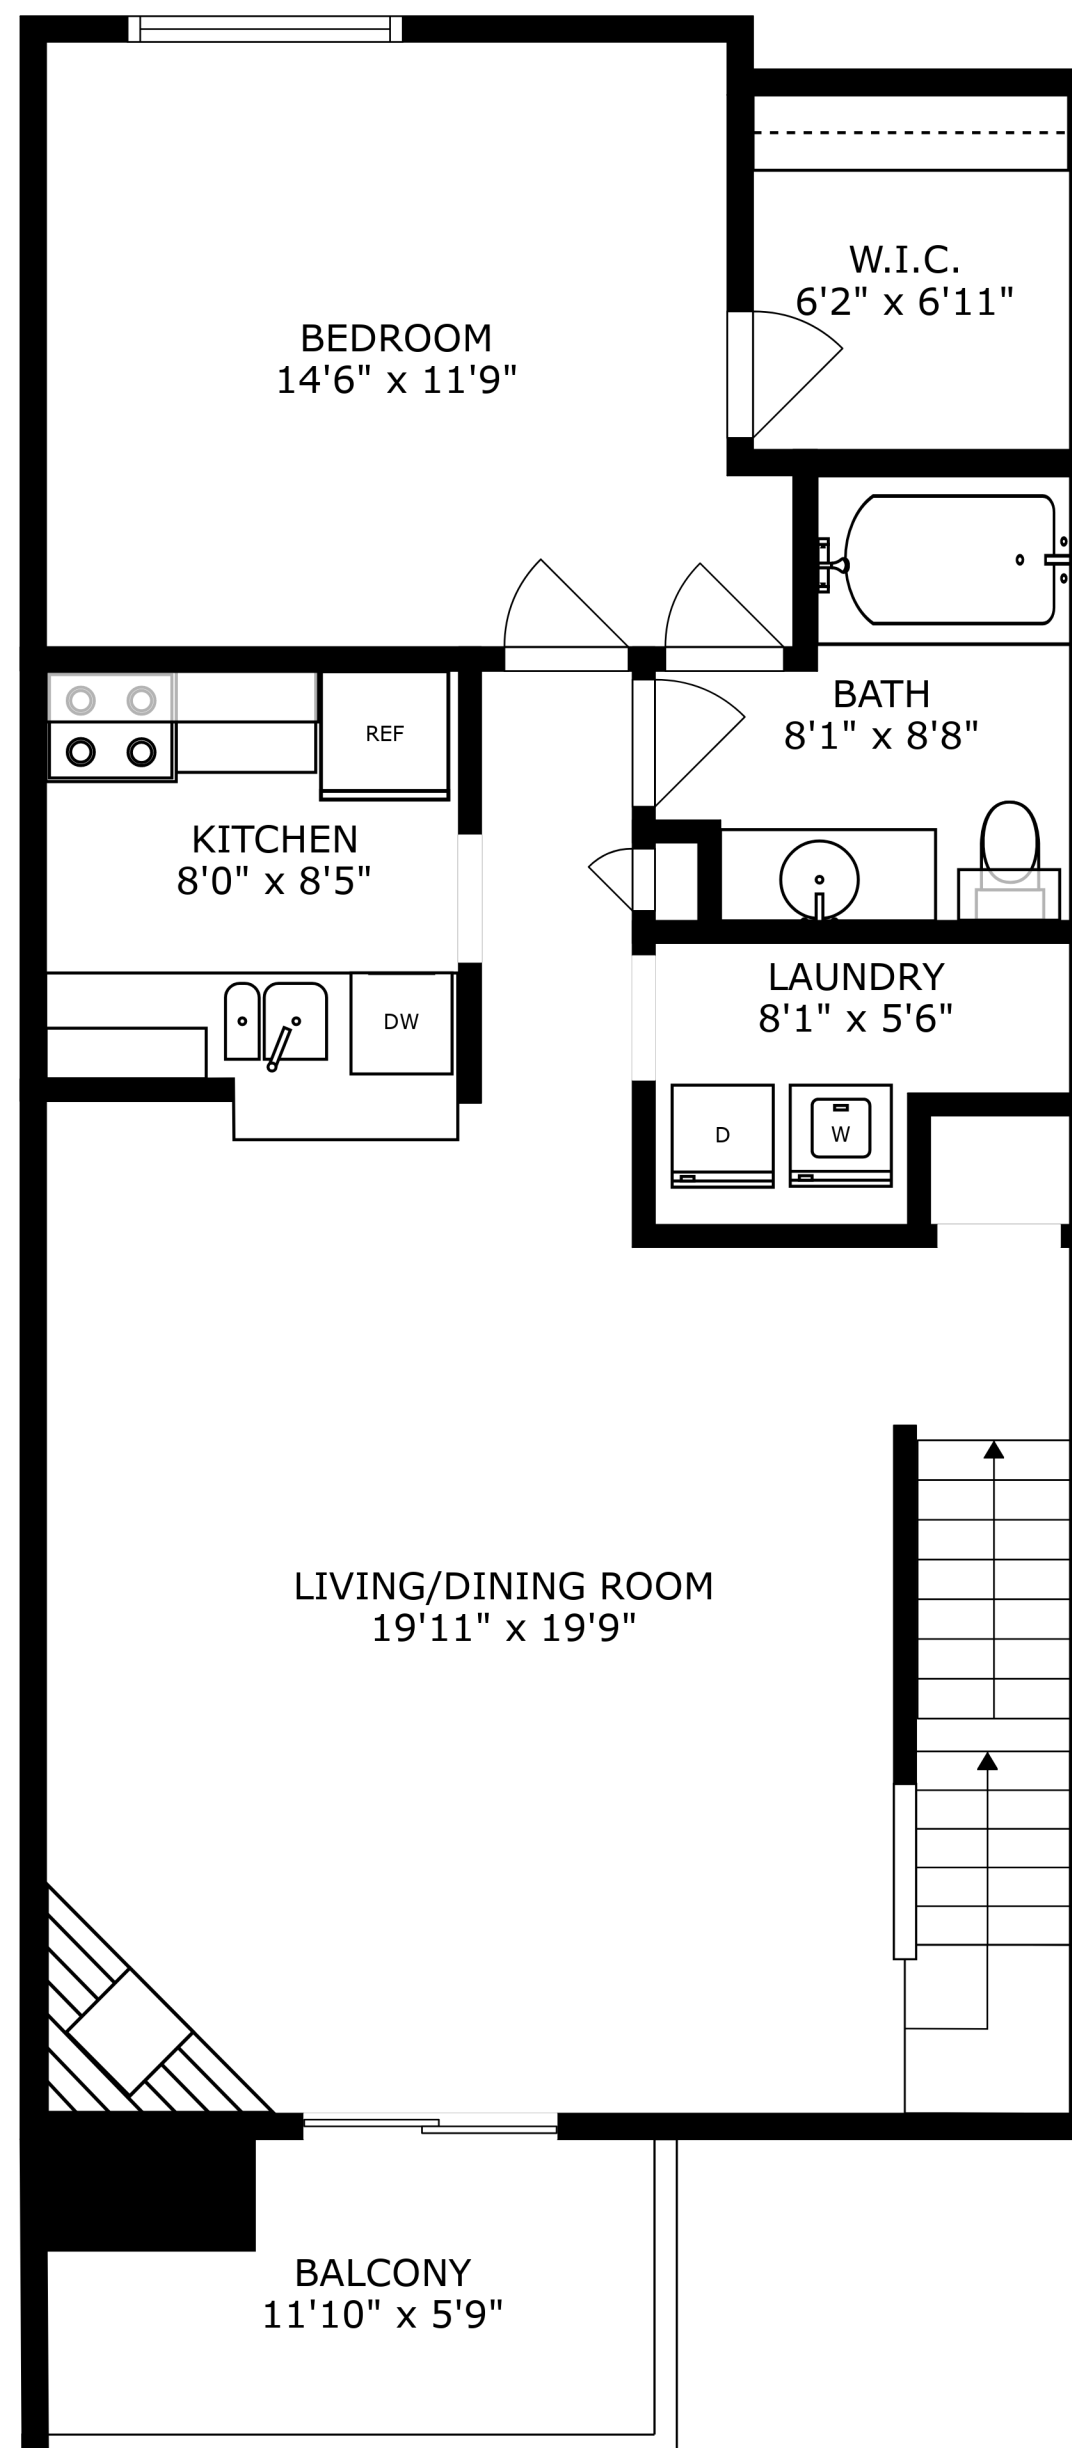 W.I.C.
6'2" x 6'11"
BEDROOM
14'6" x 11'9"
BATH
8'1" x 8'8"
REF
KITCHEN
8'0" x 8'5"
LAUNDRY
8'1" x 5'6"
DW
D
W
LIVING/DINING ROOM
19'11" x 19'9"
BALCONY
11'10" x 5'9"